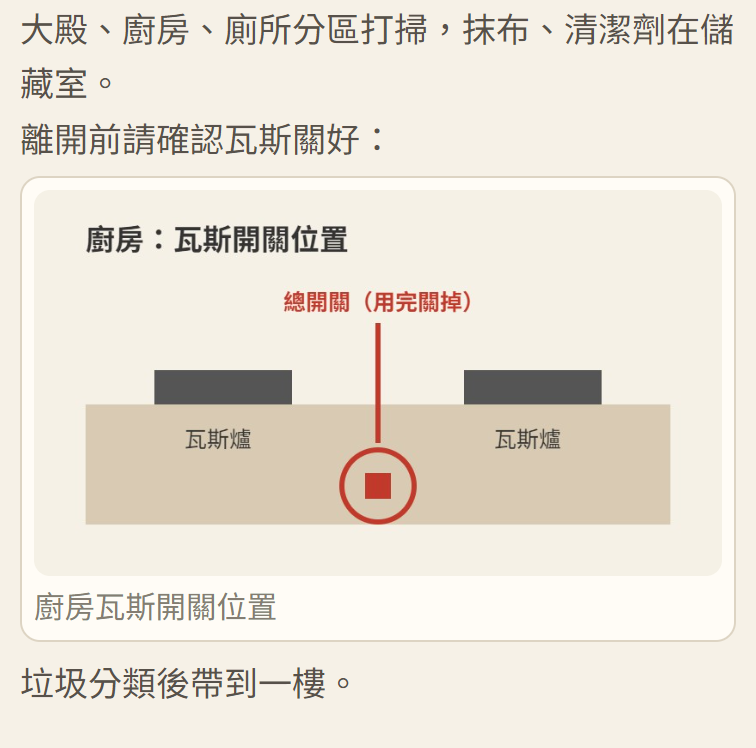 大殿、廚房、廁所分區打掃，抹布、清潔劑在儲
藏室。
離開前請確認瓦斯關好：
廚房：瓦斯開關位置
總開關（用完關掉）
瓦斯爐
瓦斯爐
廚房瓦斯開關位置
垃圾分類後帶到一樓。